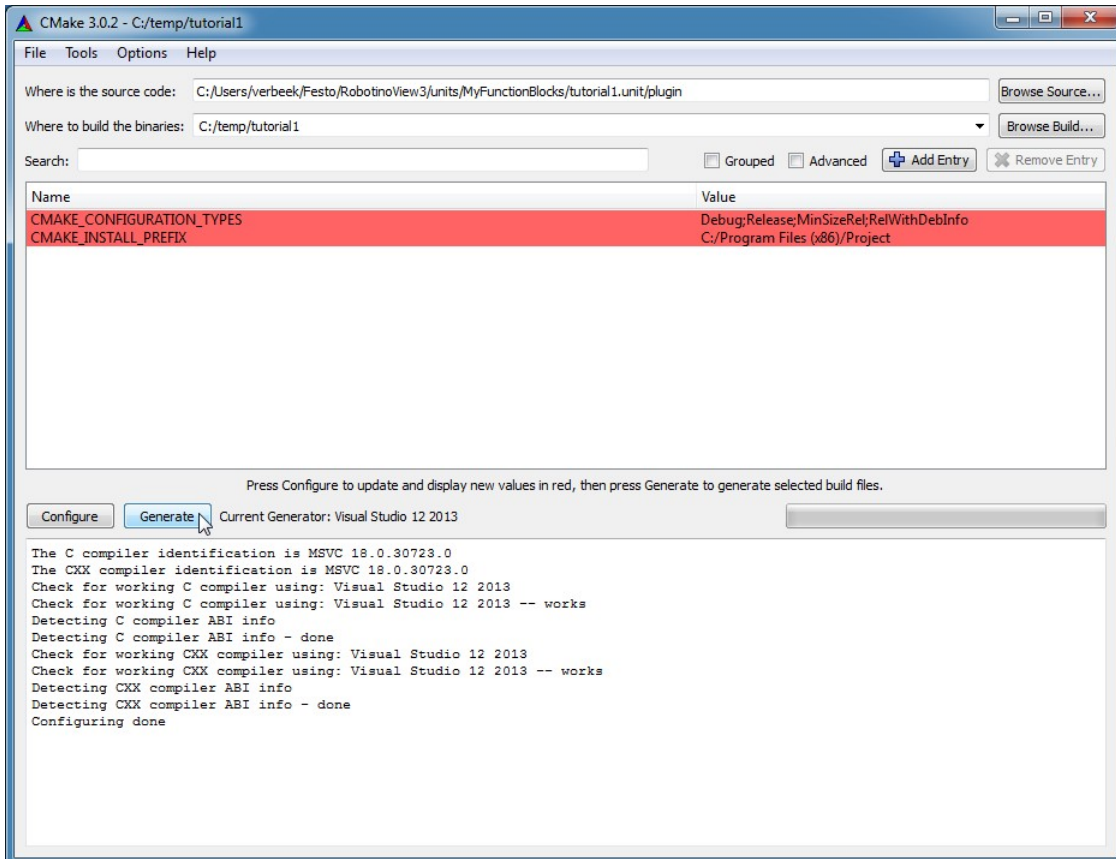 CMake 3.0.2 - C:/temp/tutorial1
File Tools Options Help
Where is the source code: C:/Users/verbeek/Festo/RobotinoView3/units/MyFunctionBlocks/tutorial1.unit/plugin Browse Source...
Where to build the binaries: C:/temp/tutorial1 Browse Build...
Search: Grouped Advanced Add Entry Remove Entry
Name Value
CMAKE_CONFIGURATION_TYPES Debug;Release;MinSizeRel;RelWithDebInfo
CMAKE_INSTALL_PREFIX C:/Program Files (x86)/Project
Press Configure to update and display new values in red, then press Generate to generate selected build files.
Configure Generate Current Generator: Visual Studio 12 2013
The C compiler identification is MSVC 18.0.30723.0
The CXX compiler identification is MSVC 18.0.30723.0
Check for working C compiler using: Visual Studio 12 2013
Check for working C compiler using: Visual Studio 12 2013 -- works
Detecting C compiler ABI info
Detecting C compiler ABI info - done
Check for working CXX compiler using: Visual Studio 12 2013
Check for working CXX compiler using: Visual Studio 12 2013 -- works
Detecting CXX compiler ABI info
Detecting CXX compiler ABI info - done
Configuring done